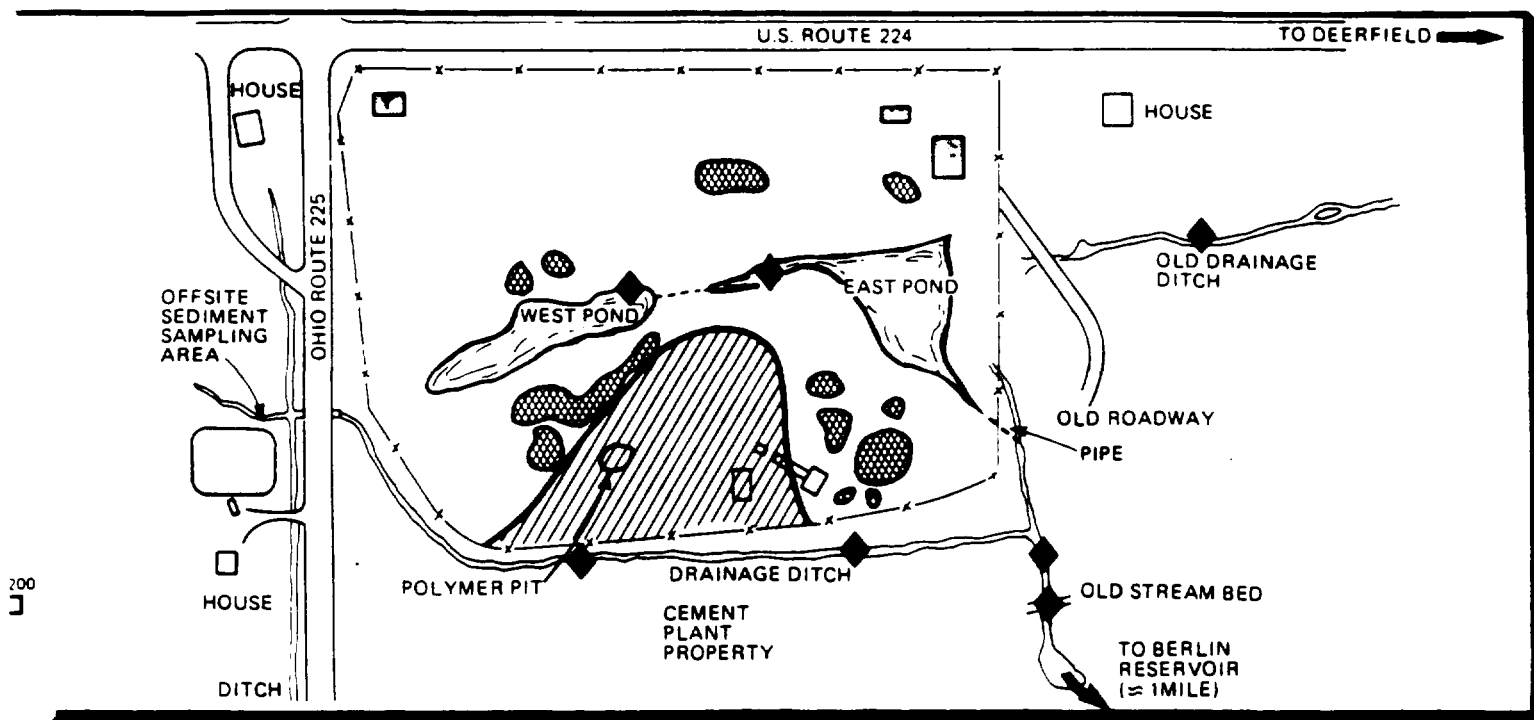 U.S. ROUTE 224
TO DEERFIELD
HOUSE
HOUSE
OHIO ROUTE 225
OLD DRAINAGE
DITCH
EAST POND
WEST POND
OFFSITE
SEDIMENT
SAMPLING
AREA
OLD ROADWAY
PIPE
200
HOUSE
POLYMER PIT
DRAINAGE DITCH
OLD STREAM BED
CEMENT
PLANT
PROPERTY
TO BERLIN
RESERVOIR
(≈ 1MILE)
DITCH